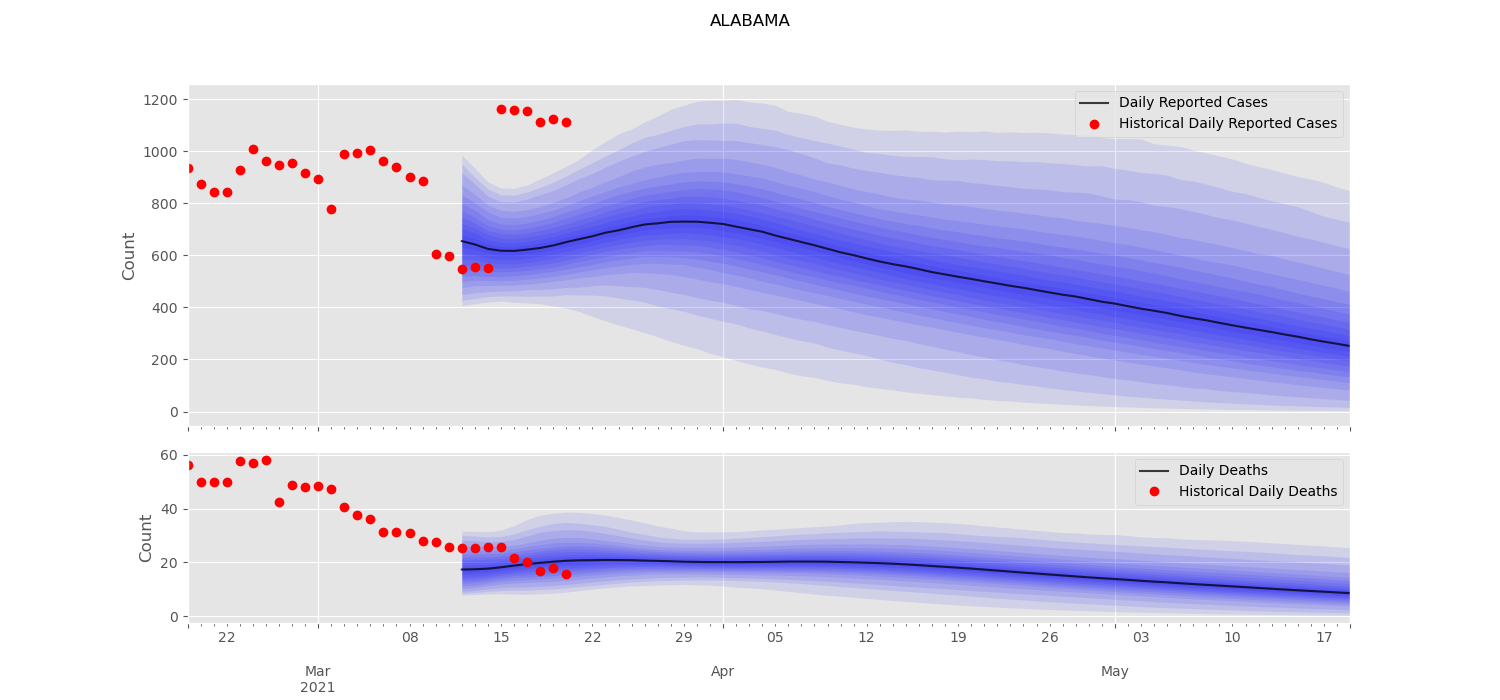 ALABAMA
1200
1000
800
600
400
200
0
Count
Daily Reported Cases
Historical Daily Reported Cases
60
40
20
0
Count
Daily Deaths
Historical Daily Deaths
22 08 15 22 29 05 12 19 26 03 10 17
Mar Apr May
2021